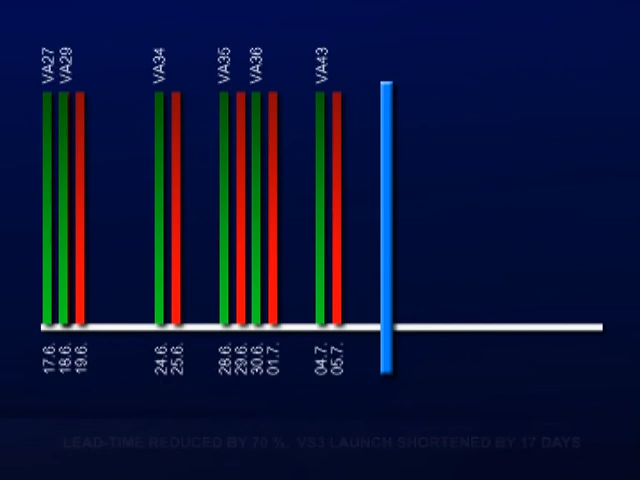 VA27
VA29
VA34
VA35
VA36
VA43
17.6.
18.6.
19.6.
24.6.
25.6.
28.6.
29.6.
30.6.
01.7.
04.7.
05.7.
LEAD-TIME REDUCED BY 70 %. VS3 LAUNCH SHORTENED BY 17 DAYS